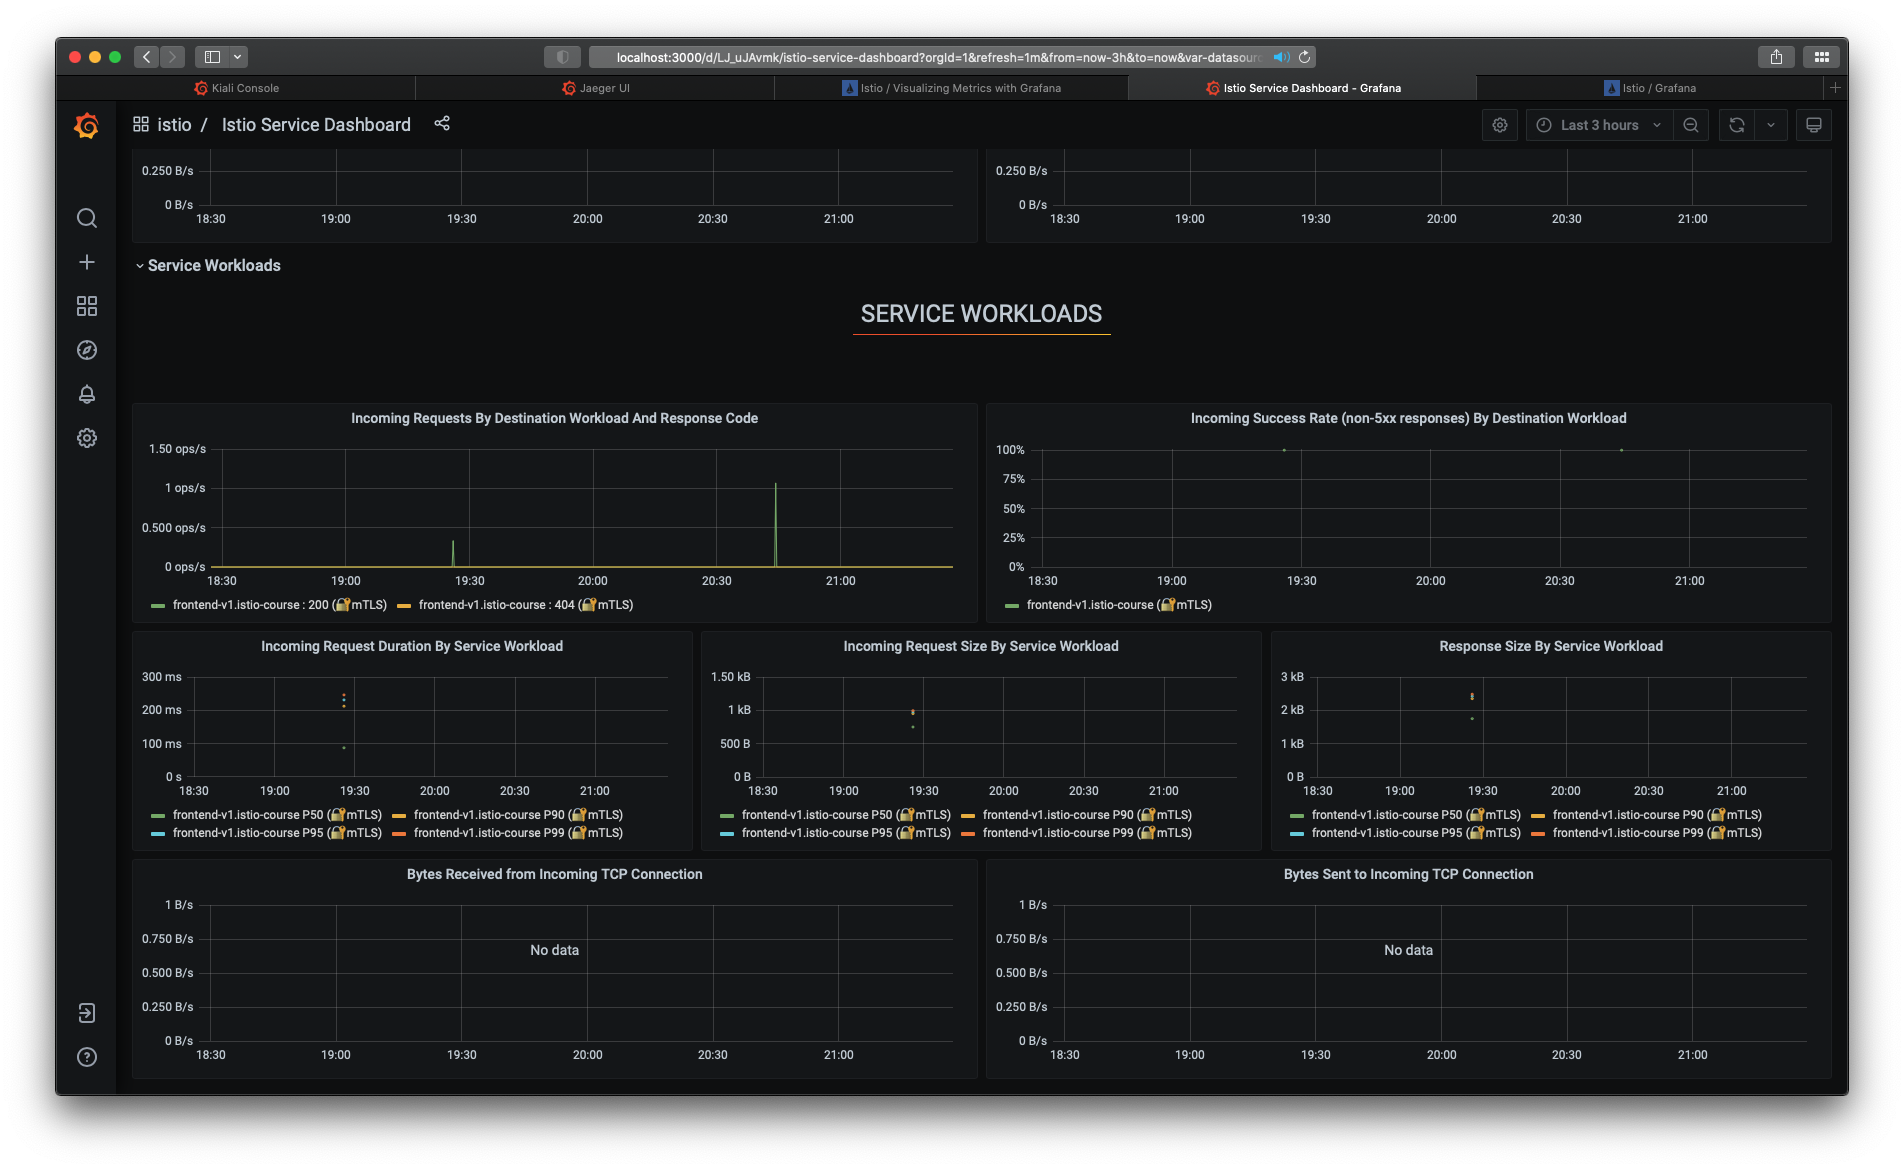 localhost:3000/d/LJ_uJAvmk/istio-service-dashboard?orgId=1&refresh=1m&from=now-3h&to=now&var-datasour
Kiali Console
Jaeger UI
Istio / Visualizing Metrics with Grafana
Istio Service Dashboard - Grafana
Istio / Grafana
istio / Istio Service Dashboard
Last 3 hours
0.250 B/s
0 B/s
18:30 19:00 19:30 20:00 20:30 21:00
0.250 B/s
0 B/s
18:30 19:00 19:30 20:00 20:30 21:00
Service Workloads
SERVICE WORKLOADS
Incoming Requests By Destination Workload And Response Code
1.50 ops/s
1 ops/s
0.500 ops/s
0 ops/s
18:30 19:00 19:30 20:00 20:30 21:00
frontend-v1.istio-course : 200 (🔐mTLS) frontend-v1.istio-course : 404 (🔐mTLS)
Incoming Success Rate (non-5xx responses) By Destination Workload
100%
75%
50%
25%
0%
18:30 19:00 19:30 20:00 20:30 21:00
frontend-v1.istio-course (🔐mTLS)
Incoming Request Duration By Service Workload
300 ms
200 ms
100 ms
0 s
18:30 19:00 19:30 20:00 20:30 21:00
frontend-v1.istio-course P50 (🔐mTLS) frontend-v1.istio-course P90 (🔐mTLS)
frontend-v1.istio-course P95 (🔐mTLS) frontend-v1.istio-course P99 (🔐mTLS)
Incoming Request Size By Service Workload
1.50 kB
1 kB
500 B
0 B
18:30 19:00 19:30 20:00 20:30 21:00
frontend-v1.istio-course P50 (🔐mTLS) frontend-v1.istio-course P90 (🔐mTLS)
frontend-v1.istio-course P95 (🔐mTLS) frontend-v1.istio-course P99 (🔐mTLS)
Response Size By Service Workload
3 kB
2 kB
1 kB
0 B
18:30 19:00 19:30 20:00 20:30 21:00
frontend-v1.istio-course P50 (🔐mTLS) frontend-v1.istio-course P90 (🔐mTLS)
frontend-v1.istio-course P95 (🔐mTLS) frontend-v1.istio-course P99 (🔐mTLS)
Bytes Received from Incoming TCP Connection
1 B/s
0.750 B/s
No data
0.500 B/s
0.250 B/s
0 B/s
18:30 19:00 19:30 20:00 20:30 21:00
Bytes Sent to Incoming TCP Connection
1 B/s
0.750 B/s
No data
0.500 B/s
0.250 B/s
0 B/s
18:30 19:00 19:30 20:00 20:30 21:00